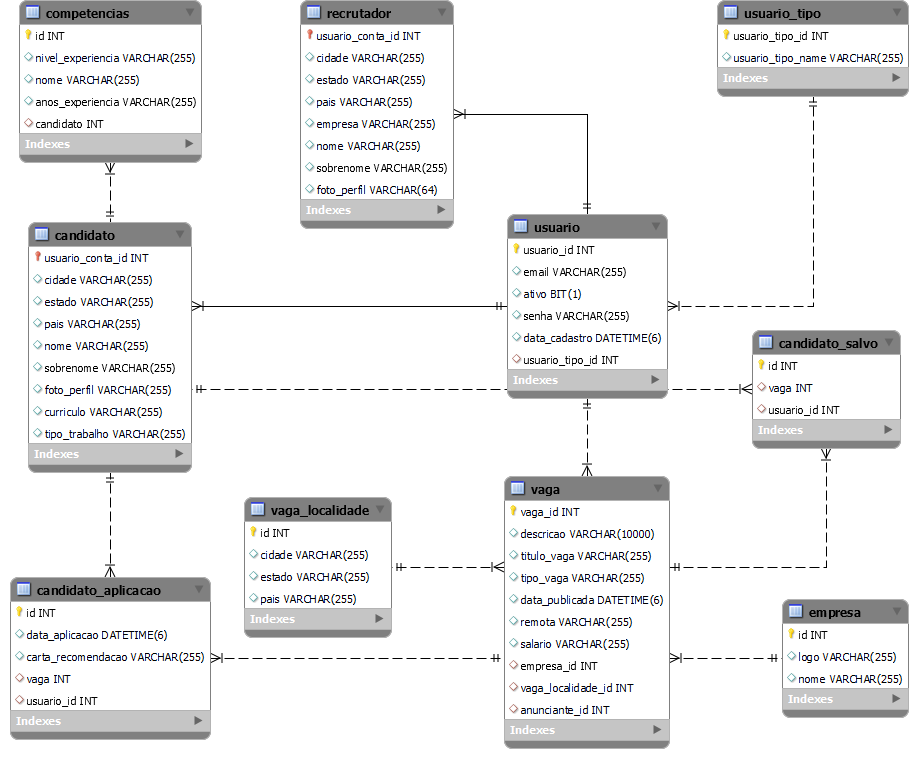 competencias
id INT
nivel_experiencia VARCHAR(255)
nome VARCHAR(255)
anos_experiencia VARCHAR(255)
candidato INT
Indexes
recrutador
usuario_conta_id INT
cidade VARCHAR(255)
estado VARCHAR(255)
pais VARCHAR(255)
empresa VARCHAR(255)
nome VARCHAR(255)
sobrenome VARCHAR(255)
foto_perfil VARCHAR(64)
Indexes
usuario_tipo
usuario_tipo_id INT
usuario_tipo_name VARCHAR(255)
Indexes
candidato
usuario_conta_id INT
cidade VARCHAR(255)
estado VARCHAR(255)
pais VARCHAR(255)
nome VARCHAR(255)
sobrenome VARCHAR(255)
foto_perfil VARCHAR(255)
curriculo VARCHAR(255)
tipo_trabalho VARCHAR(255)
Indexes
usuario
usuario_id INT
email VARCHAR(255)
ativo BIT(1)
senha VARCHAR(255)
data_cadastro DATETIME(6)
usuario_tipo_id INT
Indexes
candidato_salvo
id INT
vaga INT
usuario_id INT
Indexes
vaga_localidade
id INT
cidade VARCHAR(255)
estado VARCHAR(255)
pais VARCHAR(255)
Indexes
vaga
vaga_id INT
descricao VARCHAR(10000)
titulo_vaga VARCHAR(255)
tipo_vaga VARCHAR(255)
data_publicada DATETIME(6)
remota VARCHAR(255)
salario VARCHAR(255)
empresa_id INT
vaga_localidade_id INT
anunciante_id INT
Indexes
candidato_aplicacao
id INT
data_aplicacao DATETIME(6)
carta_recomendacao VARCHAR(255)
vaga INT
usuario_id INT
Indexes
empresa
id INT
logo VARCHAR(255)
nome VARCHAR(255)
Indexes